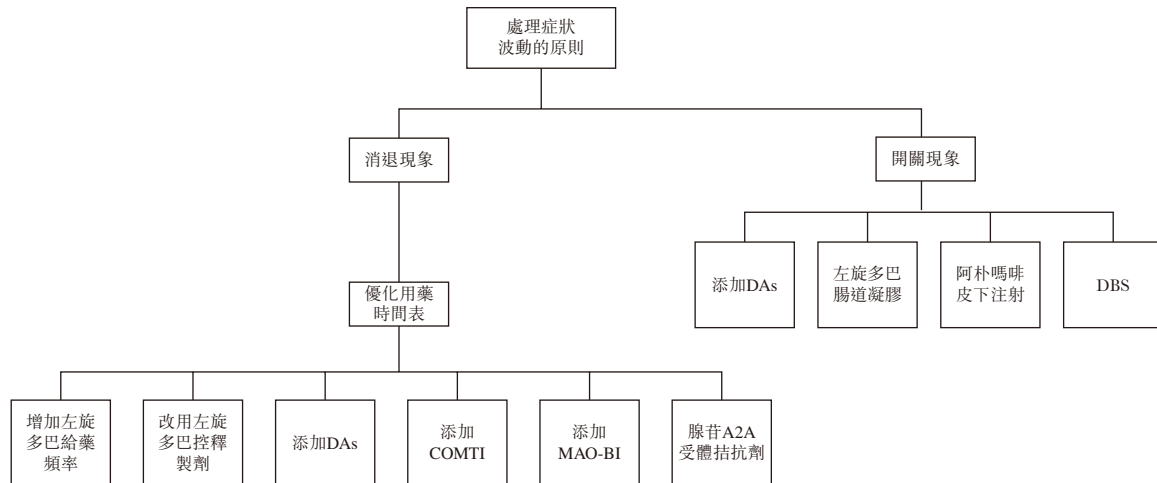 處理症狀
波動的原則
消退現象
開關現象
添加DAs
左旋多巴
腸道凝膠
阿朴嗎啡
皮下注射
DBS
優化用藥
時間表
增加左旋
多巴給藥
頻率
改用左旋
多巴控釋
製劑
添加DAs
添加
COMTI
添加
MAO-BI
腺苷A2A
受體拮抗劑